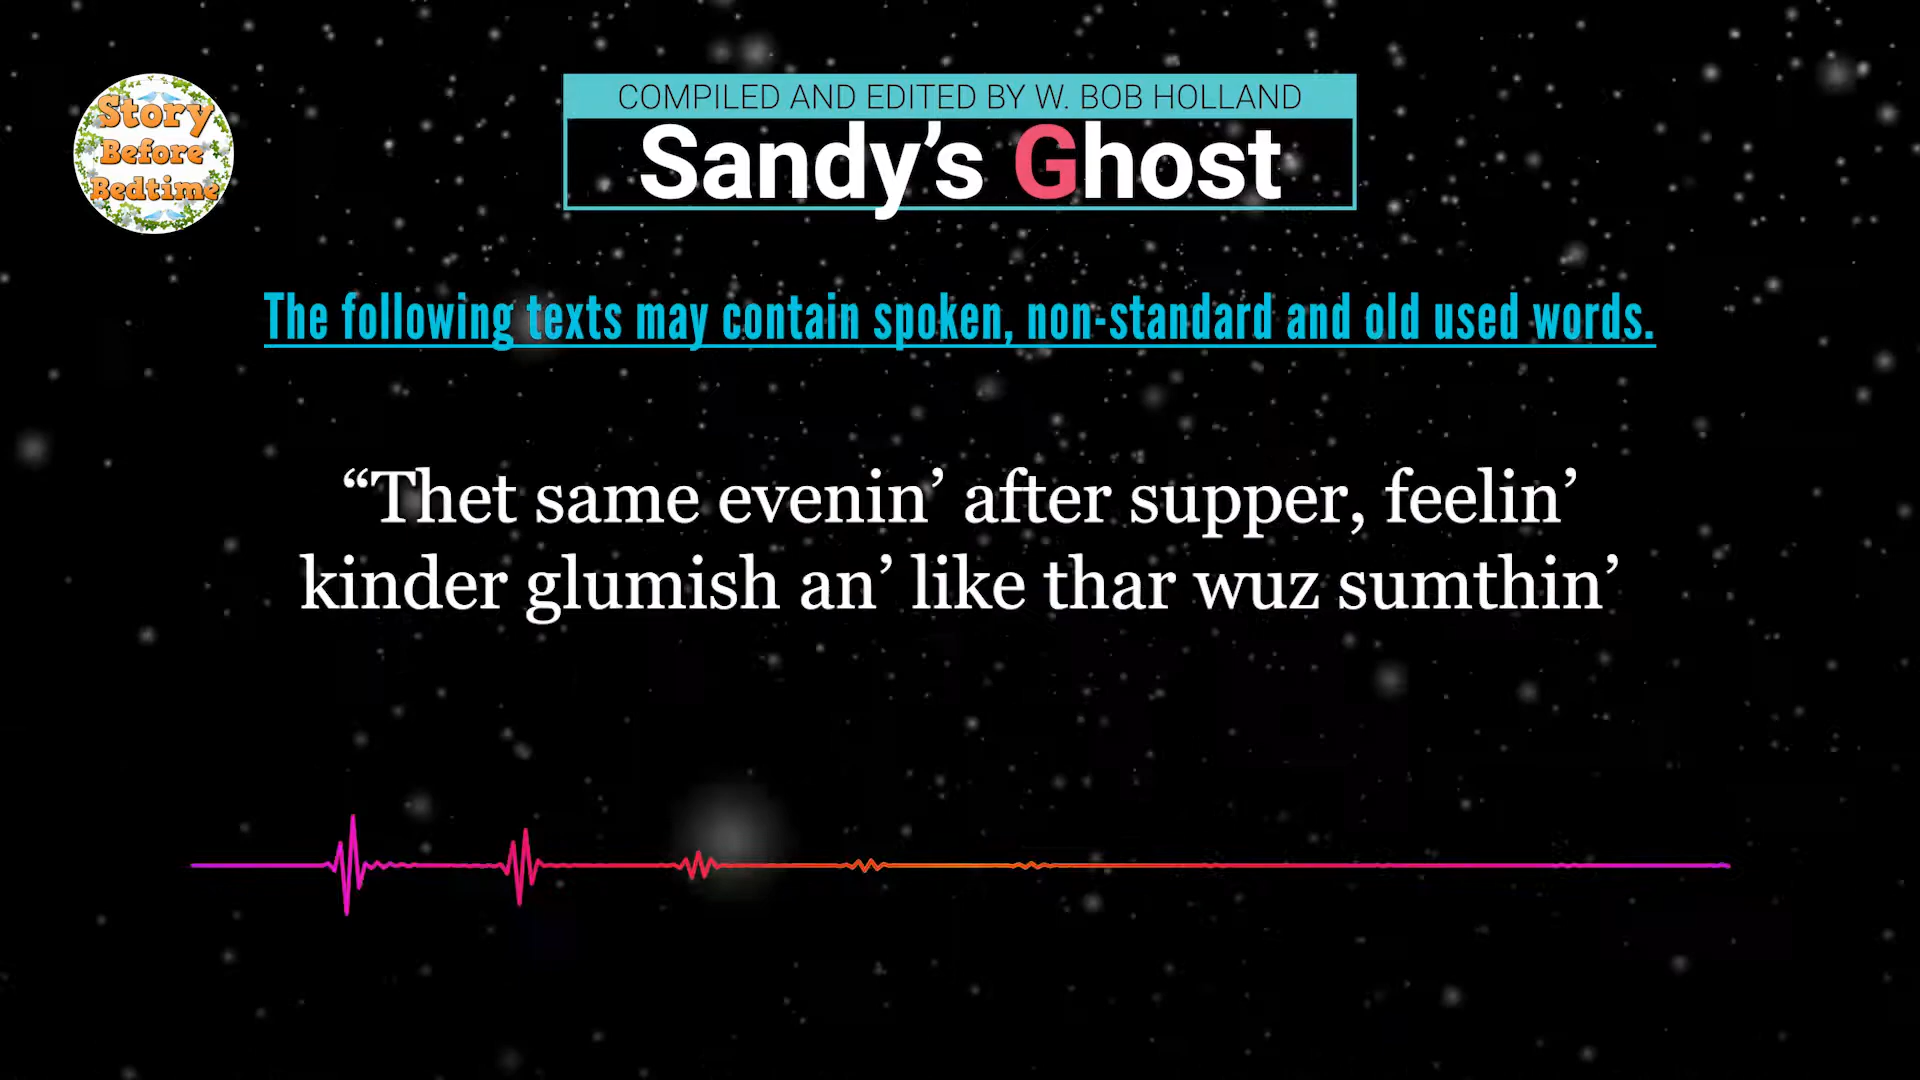 Story
Before
Bedtime
COMPILED AND EDITED BY W. BOB HOLLAND
Sandy’s Ghost
The following texts may contain spoken, non-standard and old used words.
“Thet same evenin’ after supper, feelin’
kinder glumish an’ like thar wuz sumthin’